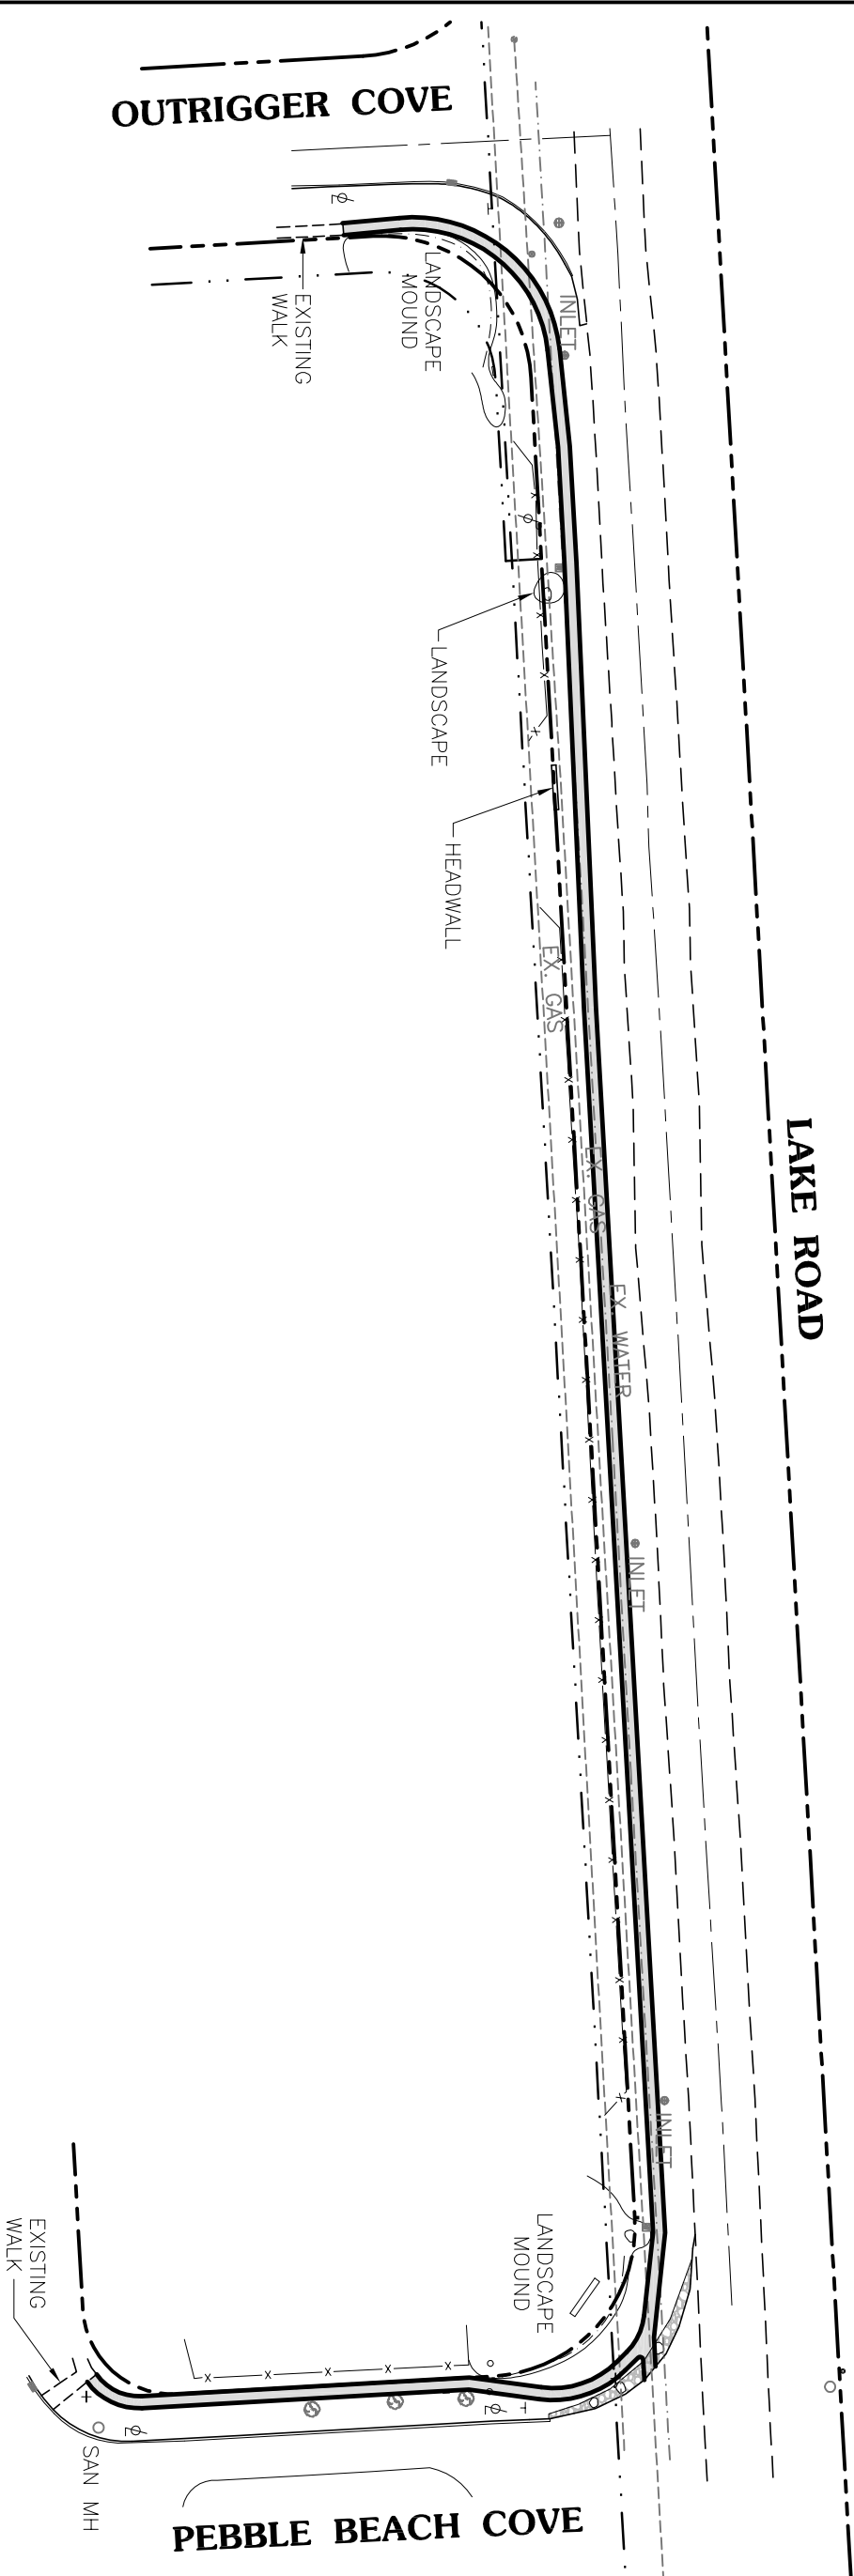 OUTRIGGER COVE
LANDSCAPE
MOUND
EXISTING
WALK
INLET
LANDSCAPE
HEADWALL
EX. GAS
LAKE ROAD
EX. GAS
EX. WATER
INLET
INLET
LANDSCAPE
MOUND
EXISTING
WALK
SAN MH
PEBBLE BEACH COVE